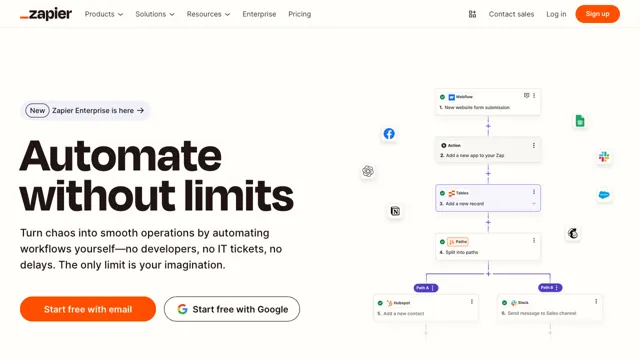 zapier
Products
Solutions
Resources
Enterprise
Pricing
Contact sales
Log in
Sign up
New Zapier Enterprise is here →
Automate
without limits
Turn chaos into smooth operations by automating
workflows yourself—no developers, no IT tickets, no
delays. The only limit is your imagination.
Start free with email
Start free with Google
Webflow
1. New website form submission
Action
2. Add a new app to your Zap
Tables
3. Add a new record
Paths
4. Split into paths
Path A
Path B
Hubspot
5. Add a new contact
Slack
6. Send message to Sales channel